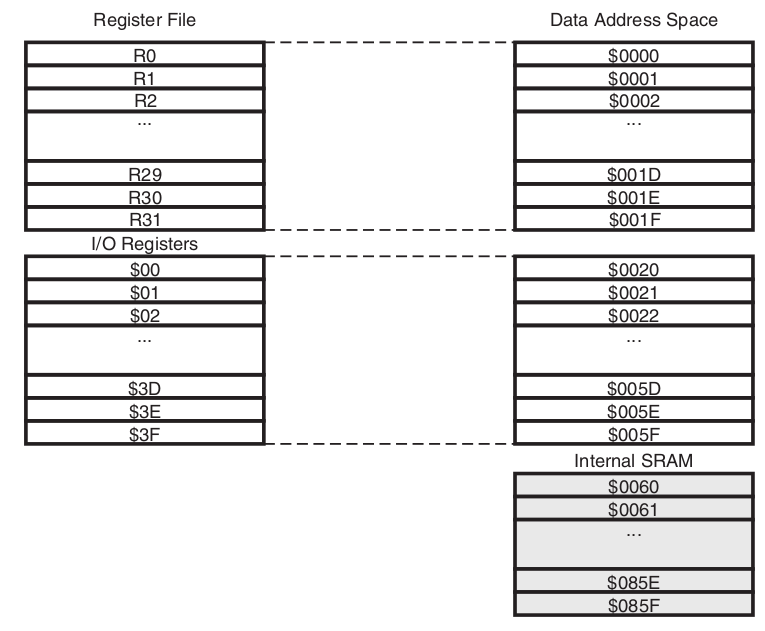 Register File Data Address Space
R0 $0000
R1 $0001
R2 $0002
... ...
R29 $001D
R30 $001E
R31 $001F
I/O Registers
$00 $0020
$01 $0021
$02 $0022
... ...
$3D $005D
$3E $005E
$3F $005F
Internal SRAM
$0060
$0061
...
$085E
$085F